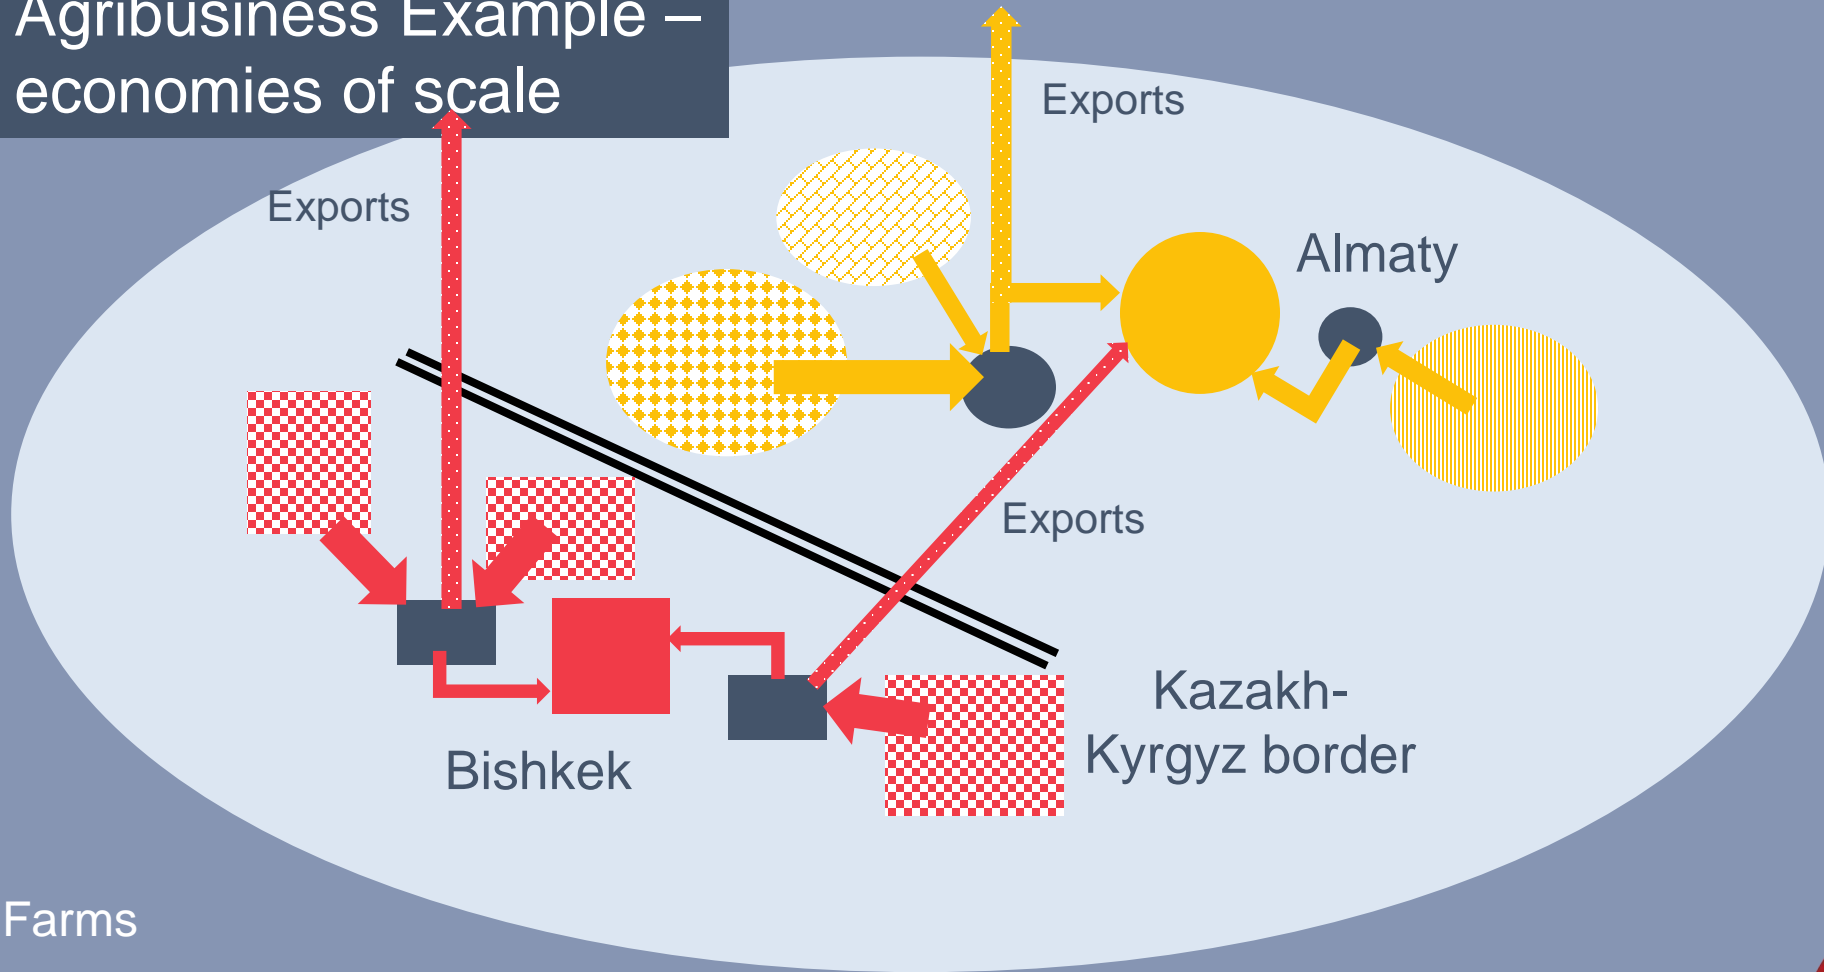 Agribusiness Example –
economies of scale
Exports
Exports
Almaty
Exports
Kazakh-
Kyrgyz border
Bishkek
Farms